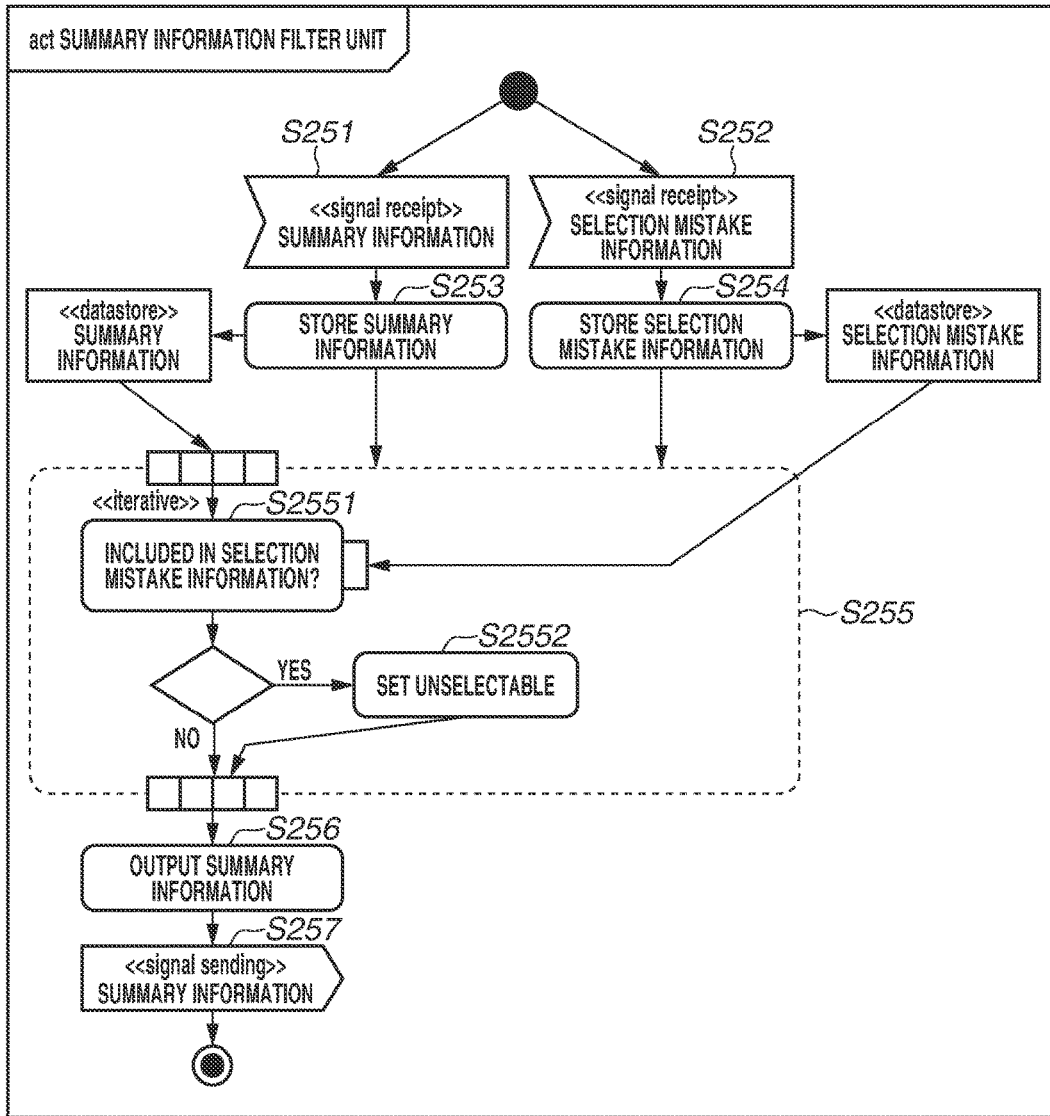 act SUMMARY INFORMATION FILTER UNIT
S251
S252
<<signal receipt>>
SUMMARY INFORMATION
<<signal receipt>>
SELECTION MISTAKE
INFORMATION
S253
S254
<<datastore>>
SUMMARY
INFORMATION
STORE SUMMARY
INFORMATION
STORE SELECTION
MISTAKE INFORMATION
<<datastore>>
SELECTION MISTAKE
INFORMATION
<<iterative>>
S2551
INCLUDED IN SELECTION
MISTAKE INFORMATION?
S255
S2552
YES
SET UNSELECTABLE
NO
S256
OUTPUT SUMMARY
INFORMATION
S257
<<signal sending>>
SUMMARY INFORMATION